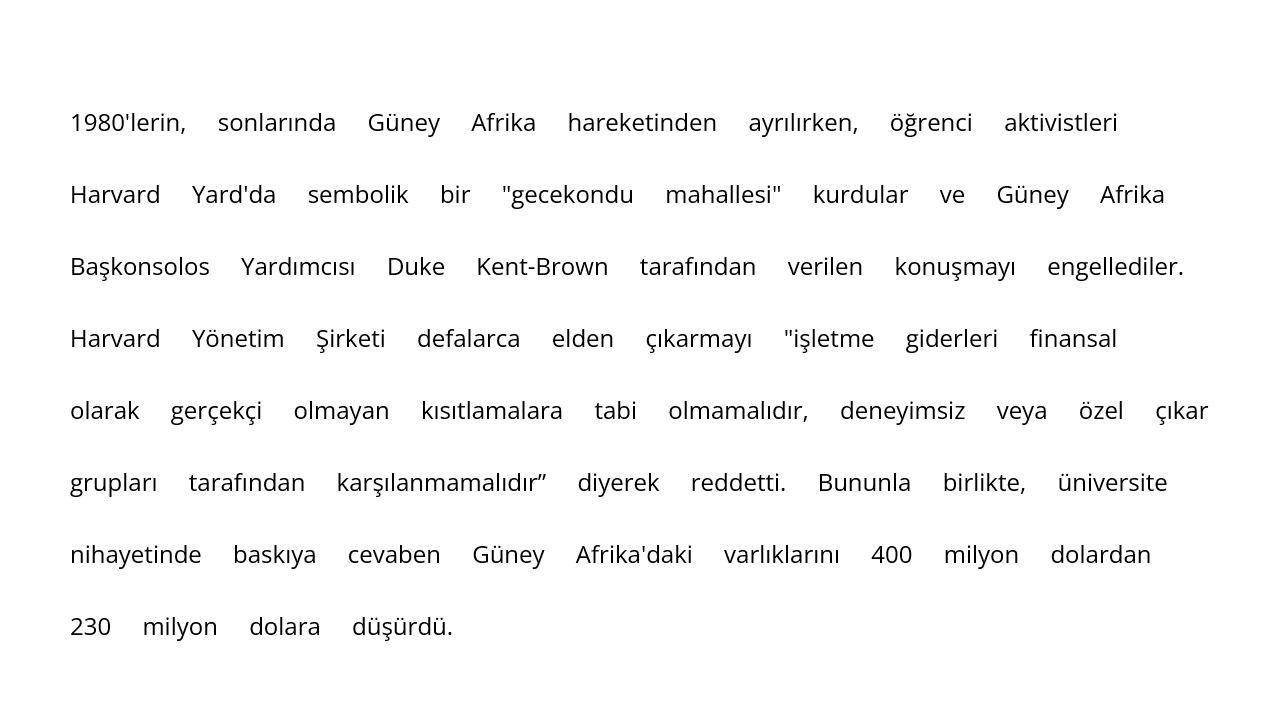 1980'lerin, sonlarında Güney Afrika hareketinden ayrılırken, öğrenci aktivistleri
Harvard Yard'da sembolik bir "gecekondu mahallesi" kurdular ve Güney Afrika
Başkonsolos Yardımcısı Duke Kent-Brown tarafından verilen konuşmayı engellediler.
Harvard Yönetim Şirketi defalarca elden çıkarmayı "işletme giderleri finansal
olarak gerçekçi olmayan kısıtlamalara tabi olmamalıdır, deneyimsiz veya özel çıkar
grupları tarafından karşılanmamalıdır” diyerek reddetti. Bununla birlikte, üniversite
nihayetinde baskıya cevaben Güney Afrika'daki varlıklarını 400 milyon dolardan
230 milyon dolara düşürdü.